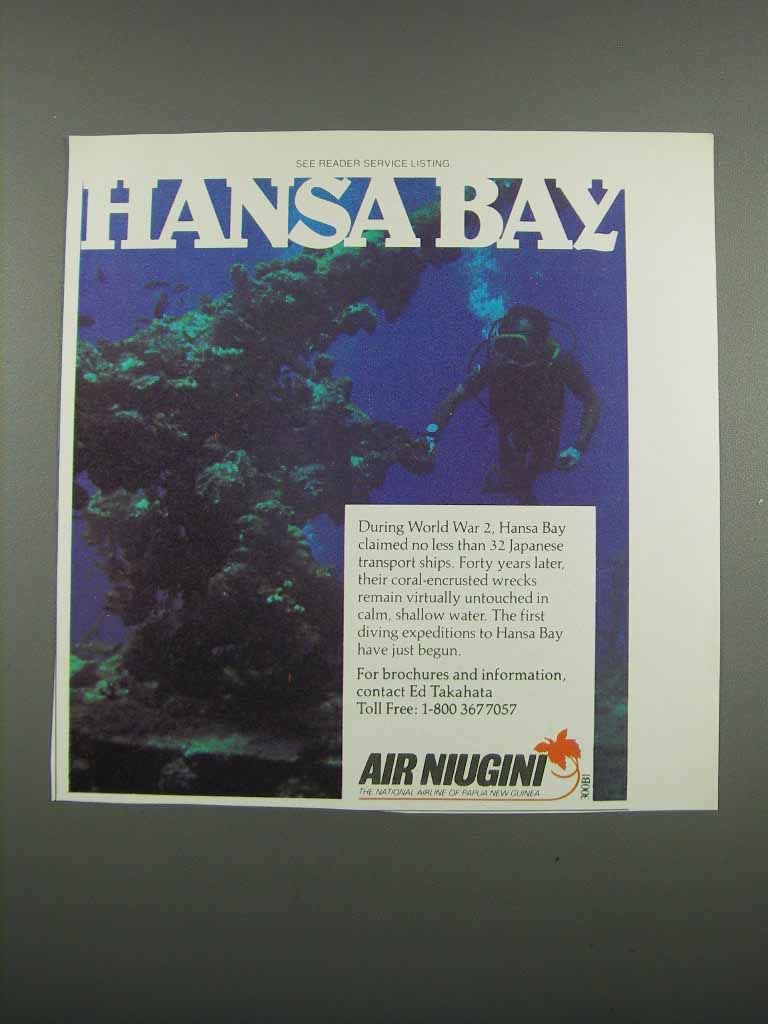 SEE READER SERVICE LISTING.
HANSA BAY
During World War 2, Hansa Bay
claimed no less than 32 Japanese
transport ships. Forty years later,
their coral-encrusted wrecks
remain virtually untouched in
calm, shallow water. The first
diving expeditions to Hansa Bay
have just begun.
For brochures and information,
contact Ed Takahata
Toll Free: 1-800 367 7057
AIR NIUGINI
THE NATIONAL AIRLINE OF PAPUA NEW GUINEA
300BI